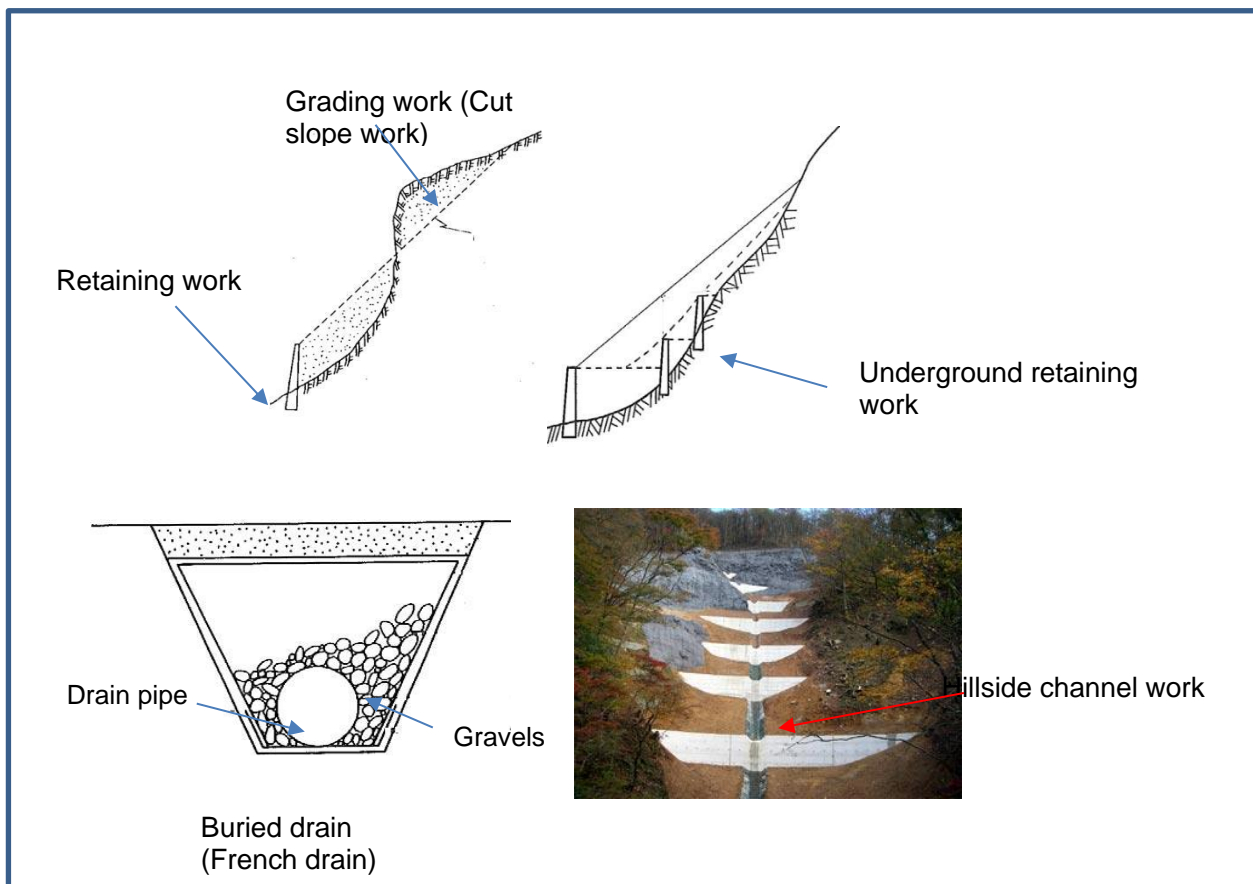 Grading work (Cut
slope work)
Retaining work
Underground retaining
work
Drain pipe
Gravels
Hillside channel work
Buried drain
(French drain)